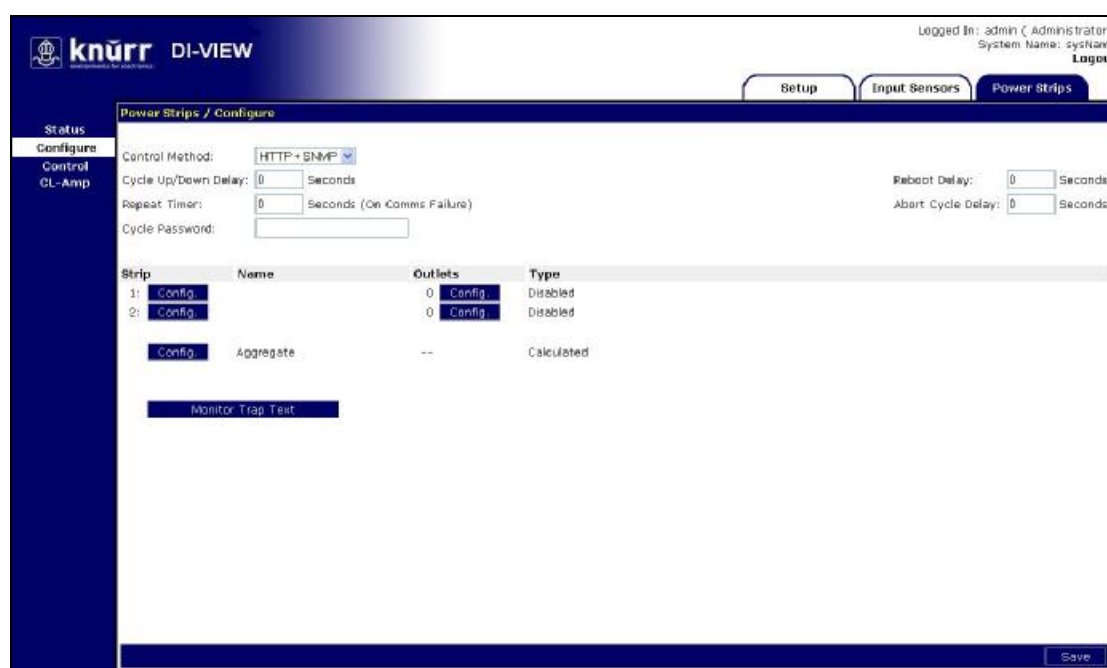 Logged In: admin ( Administrator
System Name: sysNam
Logou
knürr DI-VIEW
Setup Input Sensors Power Strips
Power Strips / Configure
Status
Configure
Control
CL-Amp
Control Method: HTTP + SNMP
Cycle Up/Down Delay: 0 Seconds Reboot Delay: 0 Seconds
Repeat Timer: 0 Seconds (On Comms Failure) Abort Cycle Delay: 0 Seconds
Cycle Password:
Strip Name Outlets Type
1: Config. 0 Config. Disabled
2: Config. 0 Config. Disabled
Config. Aggregate -- Calculated
Monitor Trap Text
Save